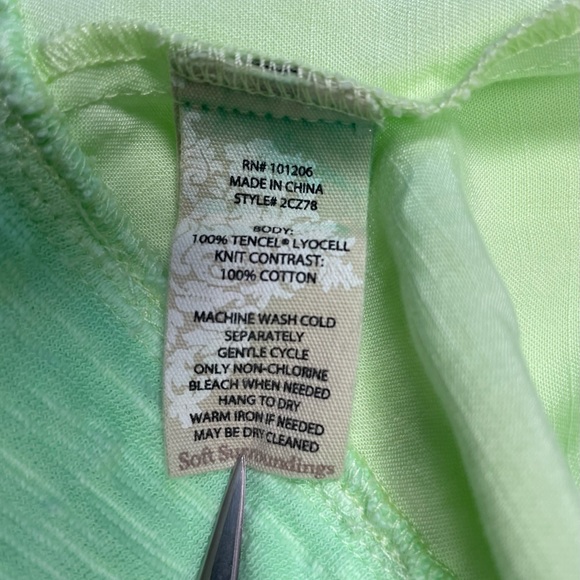 RN# 101206
MADE IN CHINA
STYLE# 2CZ78
BODY:
100% TENCEL® LYOCELL
KNIT CONTRAST:
100% COTTON
MACHINE WASH COLD
SEPARATELY
GENTLE CYCLE
ONLY NON-CHLORINE
BLEACH WHEN NEEDED
HANG TO DRY
WARM IRON IF NEEDED
MAY BE DRY CLEANED
Soft Surroundings